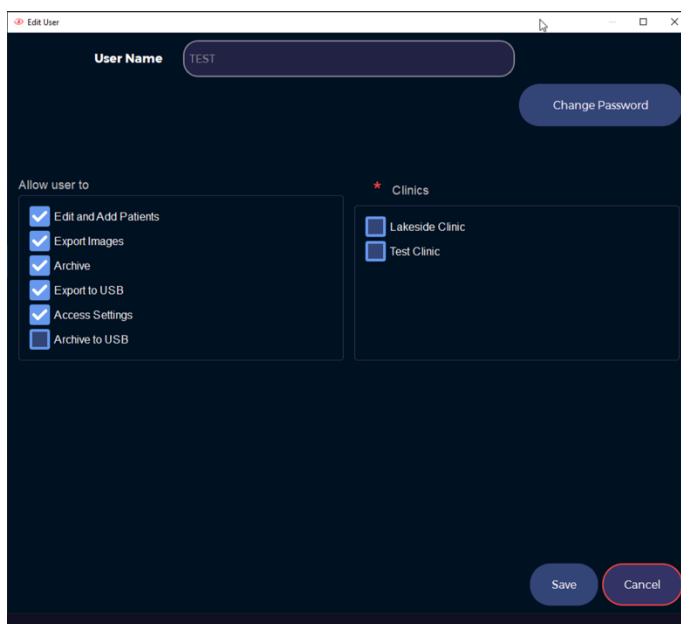 Edit User
User Name
TEST
Change Password
Allow user to
Edit and Add Patients
Export Images
Archive
Export to USB
Access Settings
Archive to USB
* Clinics
Lakeside Clinic
Test Clinic
Save
Cancel